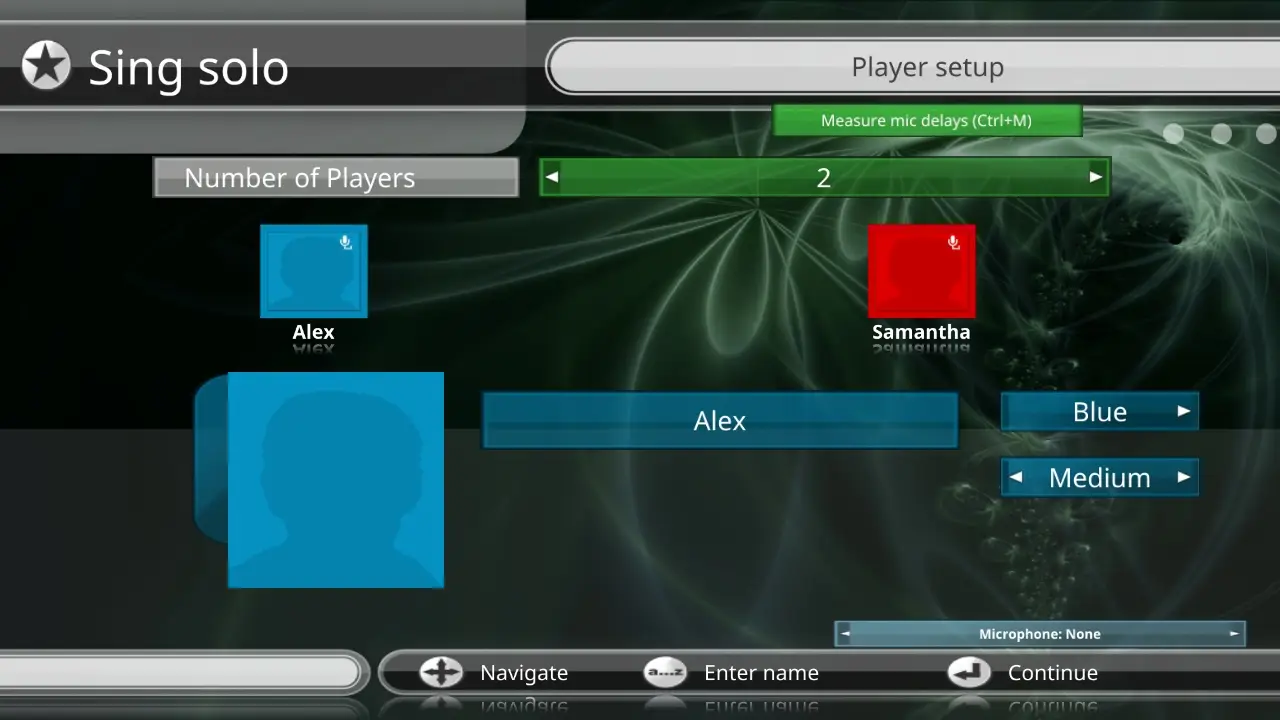 Sing solo
Player setup
Measure mic delays (Ctrl+M)
Number of Players
2
Alex
Samantha
Alex
Blue
Medium
Microphone: None
Navigate
a...z
Enter name
Continue